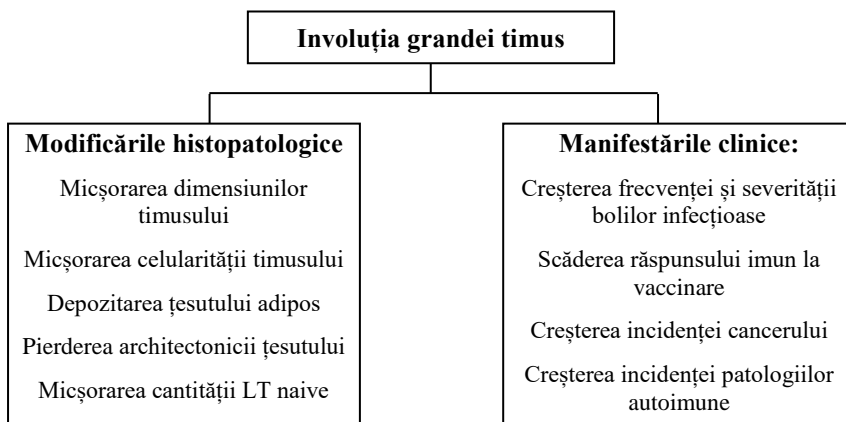 Involuția grandei timus
Modificările histopatologice
Micșorarea dimensiunilor
timusului
Micșorarea celularității timusului
Depozitarea țesutului adipos
Pierderea architectonicii țesutului
Micșorarea cantității LT naive
Manifestările clinice:
Creșterea frecvenței și severității
bolilor infecțioase
Scăderea răspunsului imun la
vaccinare
Creșterea incidenței cancerului
Creșterea incidenței patologiilor
autoimune